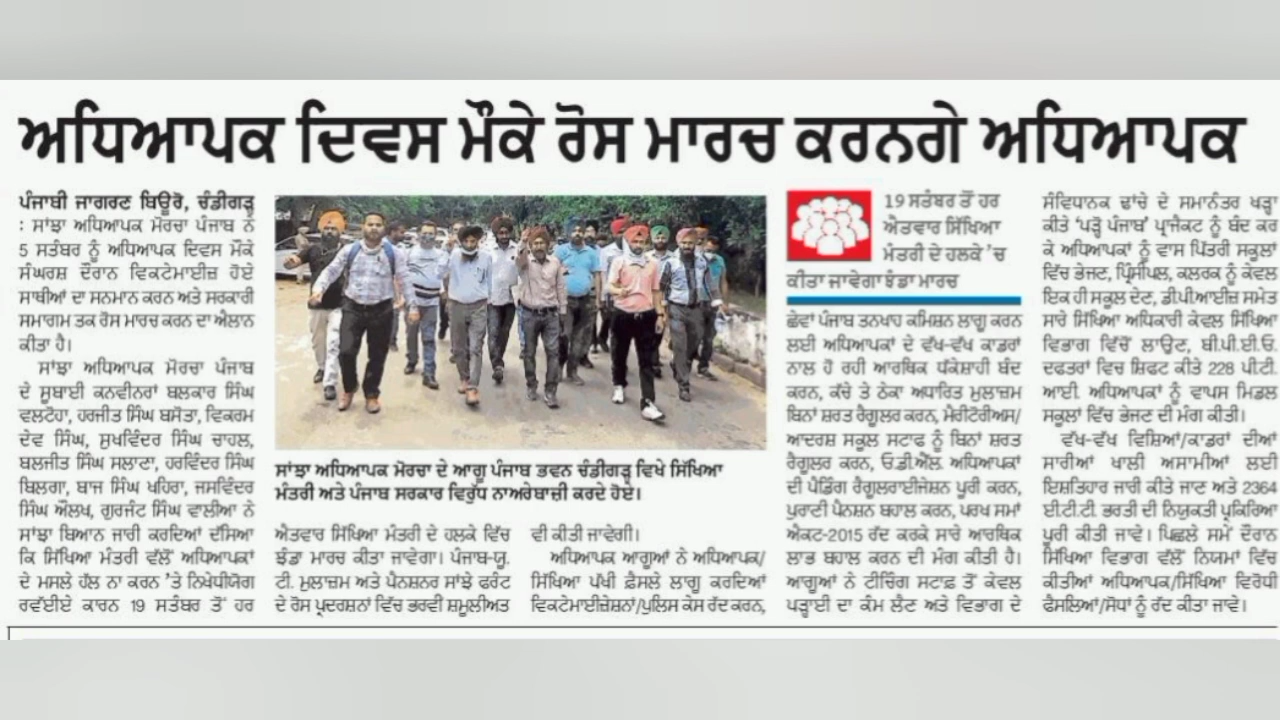 ਅਧਿਆਪਕ ਦਿਵਸ ਮੌਕੇ ਰੋਸ ਮਾਰਚ ਕਰਨਗੇ ਅਧਿਆਪਕ
ਪੰਜਾਬੀ ਜਾਗਰਣ ਬਿਊਰੋ, ਚੰਡੀਗੜ੍ਹ
: ਸਾਂਝਾ ਅਧਿਆਪਕ ਮੋਰਚਾ ਪੰਜਾਬ ਨੇ
5 ਸਤੰਬਰ ਨੂੰ ਅਧਿਆਪਕ ਦਿਵਸ ਮੌਕੇ
ਸੰਘਰਸ਼ ਦੌਰਾਨ ਵਿਕਟੇਮਾਈਜ਼ ਹੋਏ
ਸਾਥੀਆਂ ਦਾ ਸਨਮਾਨ ਕਰਨ ਅਤੇ ਸਰਕਾਰੀ
ਸਮਾਗਮ ਤਕ ਰੋਸ ਮਾਰਚ ਕਰਨ ਦਾ ਐਲਾਨ
ਕੀਤਾ ਹੈ।
ਸਾਂਝਾ ਅਧਿਆਪਕ ਮੋਰਚਾ ਪੰਜਾਬ
ਦੇ ਸੂਬਾਈ ਕਨਵੀਨਰਾਂ ਬਲਕਾਰ ਸਿੰਘ
ਵਲਟੋਹਾ, ਹਰਜੀਤ ਸਿੰਘ ਬਸੋਤਾ, ਵਿਕਰਮ
ਦੇਵ ਸਿੰਘ, ਸੁਖਵਿੰਦਰ ਸਿੰਘ ਚਾਹਲ,
ਬਲਜੀਤ ਸਿੰਘ ਸਲਾਣਾ, ਹਰਵਿੰਦਰ ਸਿੰਘ
ਬਿਲਗਾ, ਬਾਜ ਸਿੰਘ ਖਹਿਰਾ, ਜਸਵਿੰਦਰ
ਸਿੰਘ ਔਲਖ, ਗੁਰਜੰਟ ਸਿੰਘ ਵਾਲੀਆ ਨੇ
ਸਾਂਝਾ ਬਿਆਨ ਜਾਰੀ ਕਰਦਿਆਂ ਦੱਸਿਆ
ਕਿ ਸਿੱਖਿਆ ਮੰਤਰੀ ਵੱਲੋਂ ਅਧਿਆਪਕਾਂ
ਦੇ ਮਸਲੇ ਹੱਲ ਨਾ ਕਰਨ 'ਤੇ ਨਿਖੇਧੀਯੋਗ
ਰਵੱਈਏ ਕਾਰਨ 19 ਸਤੰਬਰ ਤੋਂ ਹਰ
ਸਾਂਝਾ ਅਧਿਆਪਕ ਮੋਰਚਾ ਦੇ ਆਗੂ ਪੰਜਾਬ ਭਵਨ ਚੰਡੀਗੜ੍ਹ ਵਿਖੇ ਸਿੱਖਿਆ
ਮੰਤਰੀ ਅਤੇ ਪੰਜਾਬ ਸਰਕਾਰ ਵਿਰੁੱਧ ਨਾਅਰੇਬਾਜ਼ੀ ਕਰਦੇ ਹੋਏ।
ਐਤਵਾਰ ਸਿੱਖਿਆ ਮੰਤਰੀ ਦੇ ਹਲਕੇ ਵਿੱਚ
ਝੰਡਾ ਮਾਰਚ ਕੀਤਾ ਜਾਵੇਗਾ। ਪੰਜਾਬ-ਯੂ.
ਟੀ. ਮੁਲਾਜ਼ਮ ਅਤੇ ਪੈਨਸ਼ਨਰ ਸਾਂਝੇ ਫਰੰਟ
ਦੇ ਰੋਸ ਪ੍ਰਦਰਸ਼ਨਾਂ ਵਿੱਚ ਭਰਵੀਂ ਸ਼ਮੂਲੀਅਤ
ਵੀ ਕੀਤੀ ਜਾਵੇਗੀ।
ਅਧਿਆਪਕ ਆਗੂਆਂ ਨੇ ਅਧਿਆਪਕ/
ਸਿੱਖਿਆ ਪੱਖੀ ਫ਼ੈਸਲੇ ਲਾਗੂ ਕਰਦਿਆਂ
ਵਿਕਟੇਮਾਈਜ਼ੇਸ਼ਨਾਂ/ਪੁਲਿਸ ਕੇਸ ਰੱਦ ਕਰਨ,
19 ਸਤੰਬਰ ਤੋਂ ਹਰ
ਐਤਵਾਰ ਸਿੱਖਿਆ
ਮੰਤਰੀ ਦੇ ਹਲਕੇ 'ਚ
ਕੀਤਾ ਜਾਵੇਗਾ ਝੰਡਾ ਮਾਰਚ
ਛੇਵਾਂ ਪੰਜਾਬ ਤਨਖਾਹ ਕਮਿਸ਼ਨ ਲਾਗੂ ਕਰਨ
ਲਈ ਅਧਿਆਪਕਾਂ ਦੇ ਵੱਖ-ਵੱਖ ਕਾਡਰਾਂ
ਨਾਲ ਹੋ ਰਹੀ ਆਰਥਿਕ ਧੱਕੇਸ਼ਾਹੀ ਬੰਦ
ਕਰਨ, ਕੱਚੇ ਤੇ ਠੇਕਾ ਅਧਾਰਿਤ ਮੁਲਾਜ਼ਮ
ਬਿਨਾਂ ਸ਼ਰਤ ਰੈਗੂਲਰ ਕਰਨ, ਮੈਰੀਟੋਰੀਅਸ/
ਆਦਰਸ਼ ਸਕੂਲ ਸਟਾਫ ਨੂੰ ਬਿਨਾਂ ਸ਼ਰਤ
ਰੈਗੂਲਰ ਕਰਨ, ਓ.ਡੀ.ਐੱਲ. ਅਧਿਆਪਕਾਂ
ਦੀ ਪੈਂਡਿੰਗ ਰੈਗੂਲਰਾਈਜੇਸ਼ਨ ਪੂਰੀ ਕਰਨ,
ਪੁਰਾਣੀ ਪੈਨਸ਼ਨ ਬਹਾਲ ਕਰਨ, ਪਰਖ ਸਮਾਂ
ਐਕਟ-2015 ਰੱਦ ਕਰਕੇ ਸਾਰੇ ਆਰਥਿਕ
ਲਾਭ ਬਹਾਲ ਕਰਨ ਦੀ ਮੰਗ ਕੀਤੀ ਹੈ।
ਆਗੂਆਂ ਨੇ ਟੀਚਿੰਗ ਸਟਾਫ਼ ਤੋਂ ਕੇਵਲ
ਪੜ੍ਹਾਈ ਦਾ ਕੰਮ ਲੈਣ ਅਤੇ ਵਿਭਾਗ ਦੇ
ਸੰਵਿਧਾਨਕ ਢਾਂਚੇ ਦੇ ਸਮਾਨੰਤਰ ਖੜ੍ਹਾ
ਕੀਤੇ 'ਪੜ੍ਹੋ ਪੰਜਾਬ' ਪ੍ਰਾਜੈਕਟ ਨੂੰ ਬੰਦ ਕਰ
ਕੇ ਅਧਿਆਪਕਾਂ ਨੂੰ ਵਾਸ ਪਿੱਤਰੀ ਸਕੂਲਾਂ
ਵਿੱਚ ਭੇਜਣ, ਪ੍ਰਿੰਸੀਪਲ, ਕਲਰਕ ਨੂੰ ਕੇਵਲ
ਇਕ ਹੀ ਸਕੂਲ ਦੇਣ, ਡੀਪੀਆਈਜ਼ ਸਮੇਤ
ਸਾਰੇ ਸਿੱਖਿਆ ਅਧਿਕਾਰੀ ਕੇਵਲ ਸਿੱਖਿਆ
ਵਿਭਾਗ ਵਿੱਚੋਂ ਲਾਉਣ, ਬੀ.ਪੀ.ਈ.ਓ.
ਦਫਤਰਾਂ ਵਿਚ ਸ਼ਿਫਟ ਕੀਤੇ 228 ਪੀ.ਟੀ.
ਆਈ. ਅਧਿਆਪਕਾਂ ਨੂੰ ਵਾਪਸ ਮਿਡਲ
ਸਕੂਲਾਂ ਵਿੱਚ ਭੇਜਣ ਦੀ ਮੰਗ ਕੀਤੀ।
ਵੱਖ-ਵੱਖ ਵਿਸ਼ਿਆਂ/ਕਾਡਰਾਂ ਦੀਆਂ
ਸਾਰੀਆਂ ਖਾਲੀ ਅਸਾਮੀਆਂ ਲਈ
ਇਸ਼ਤਿਹਾਰ ਜਾਰੀ ਕੀਤੇ ਜਾਣ ਅਤੇ 2364
ਈ.ਟੀ.ਟੀ. ਭਰਤੀ ਦੀ ਨਿਯੁਕਤੀ ਪ੍ਰਕਿਰਿਆ
ਪੂਰੀ ਕੀਤੀ ਜਾਵੇ। ਪਿਛਲੇ ਸਮੇਂ ਦੌਰਾਨ
ਸਿੱਖਿਆ ਵਿਭਾਗ ਵੱਲੋਂ ਨਿਯਮਾਂ ਵਿੱਚ
ਕੀਤੀਆਂ ਅਧਿਆਪਕ/ਸਿੱਖਿਆ ਵਿਰੋਧੀ
ਫੈਸਲਿਆਂ/ਸੋਧਾਂ ਨੂੰ ਰੱਦ ਕੀਤਾ ਜਾਵੇ।